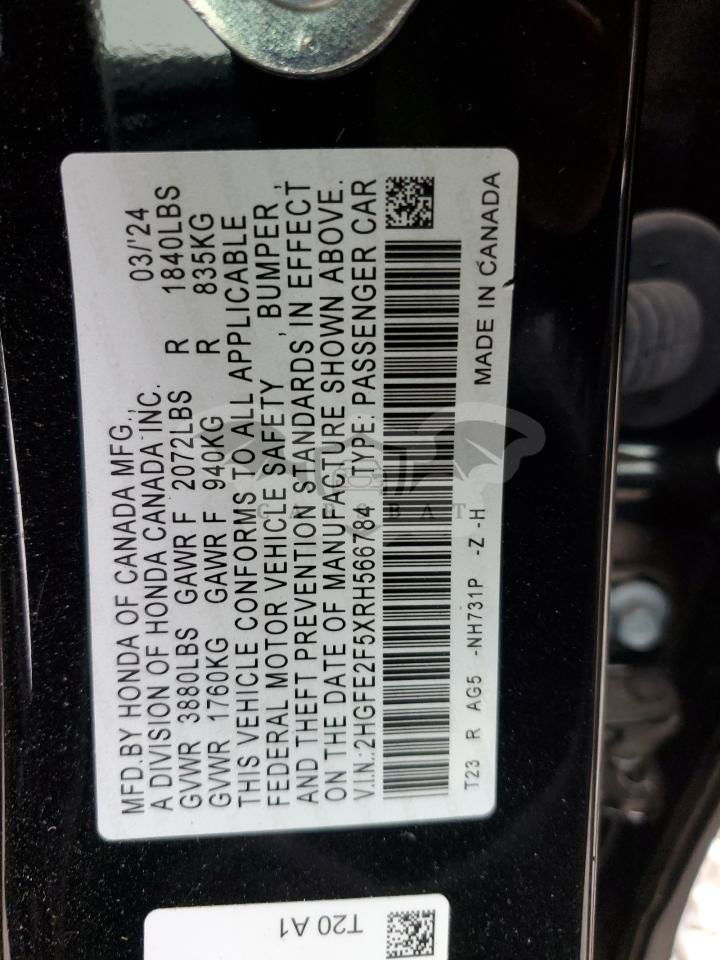 MFD.BY HONDA OF CANADA MFG., 03/'24
A DIVISION OF HONDA CANADA INC.
GVWR 3880LBS GAWR F 2072LBS R 1840LBS
GVWR 1760KG GAWR F 940KG R 835KG
THIS VEHICLE CONFORMS TO ALL APPLICABLE
FEDERAL MOTOR VEHICLE SAFETY , BUMPER ,
AND THEFT PREVENTION STANDARDS IN EFFECT
ON THE DATE OF MANUFACTURE SHOWN ABOVE.
V.I.N.:2HGFE2F5XRH566784 TYPE: PASSENGER CAR
T23 R AG5 -NH731P -Z -H MADE IN CANADA
T20 A1